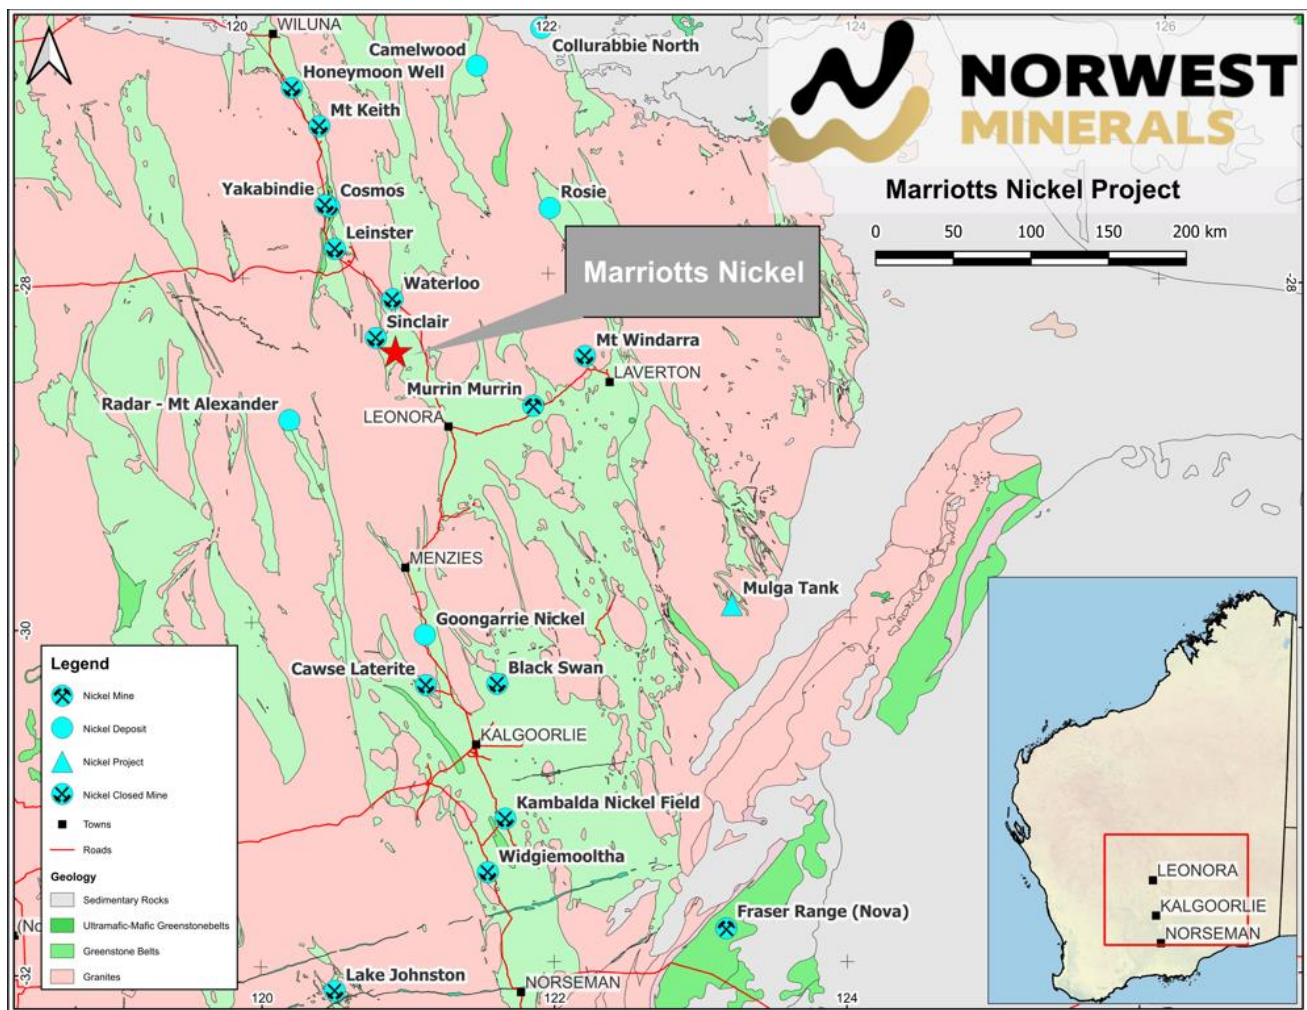 120
WILUNA
122
124
126
Camelwood
Collurabbie North
Honeymoon Well
Mt Keith
NORWEST
MINERALS
Marriotts Nickel Project
0 50 100 150 200 km
Yakabindie
Cosmos
Rosie
Leinster
Marriotts Nickel
-28
-28
Waterloo
Sinclair
Mt Windarra
LAVERTON
Murrin Murrin
Radar - Mt Alexander
LEONORA
MENZIES
Mulga Tank
-30
Goongarrie Nickel
Cawse Laterite
Black Swan
KALGOORLIE
Kambalda Nickel Field
Widgiemooltha
Fraser Range (Nova)
Lake Johnston
NORSEMAN
-32
(No
120
122
124
Legend
Nickel Mine
Nickel Deposit
Nickel Project
Nickel Closed Mine
Towns
Roads
Geology
Sedimentary Rocks
Ultramafic-Mafic Greenstonebelts
Greenstone Belts
Granites
LEONORA
KALGOORLIE
NORSEMAN